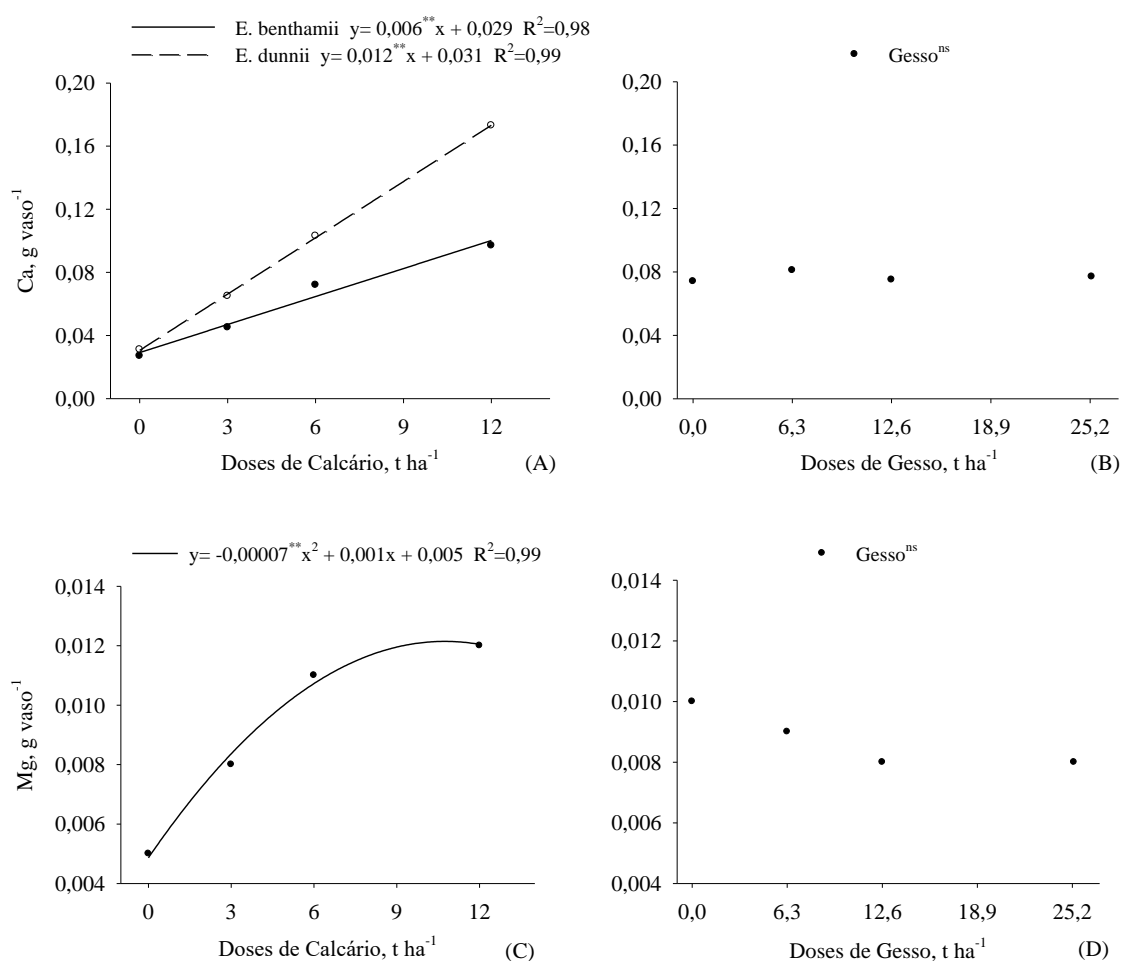 E. benthamii y= 0,006**x + 0,029 R²=0,98
E. dunnii y= 0,012**x + 0,031 R²=0,99
Ca, g vaso⁻¹
0,20
0,16
0,12
0,08
0,04
0,00
0 3 6 9 12
Doses de Calcário, t ha⁻¹ (A)
Gessoⁿˢ
0,20
0,16
0,12
0,08
0,04
0,00
0,0 6,3 12,6 18,9 25,2
Doses de Gesso, t ha⁻¹ (B)
y= -0,00007**x² + 0,001x + 0,005 R²=0,99
Mg, g vaso⁻¹
0,014
0,012
0,010
0,008
0,006
0,004
0 3 6 9 12
Doses de Calcário, t ha⁻¹ (C)
Gessoⁿˢ
0,014
0,012
0,010
0,008
0,006
0,004
0,0 6,3 12,6 18,9 25,2
Doses de Gesso, t ha⁻¹ (D)